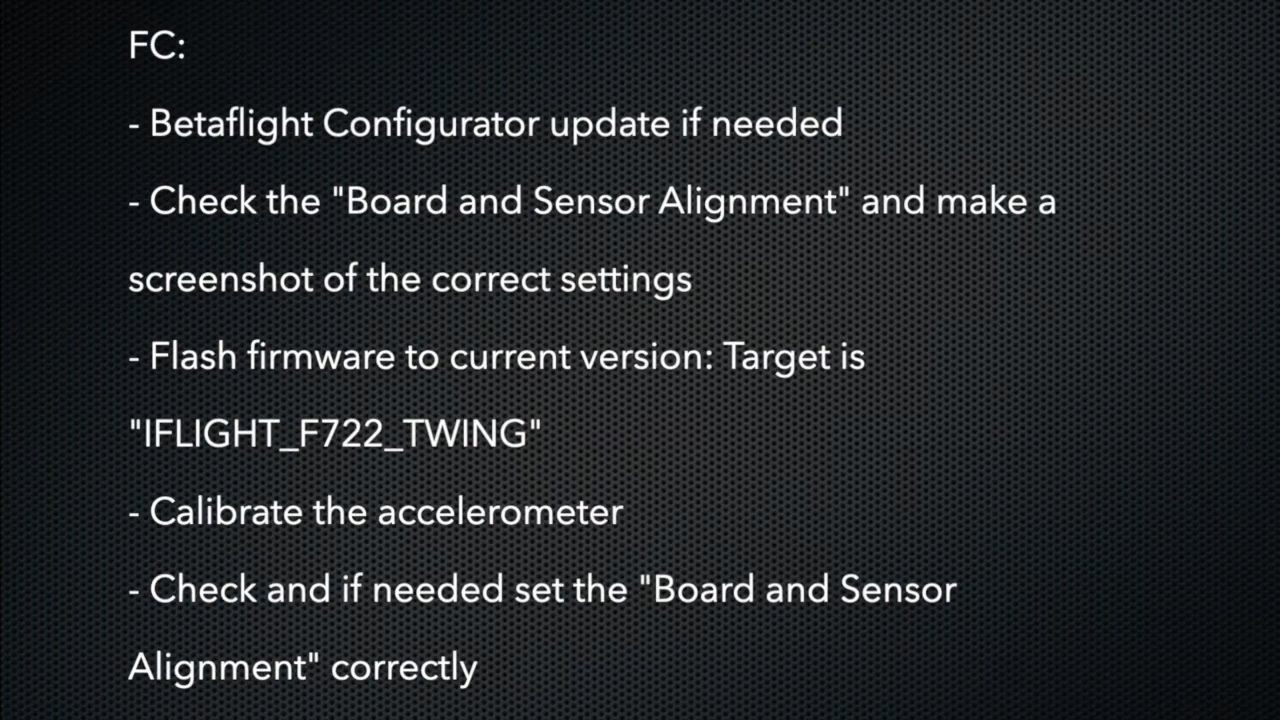 FC:
- Betaflight Configurator update if needed
- Check the "Board and Sensor Alignment" and make a
screenshot of the correct settings
- Flash firmware to current version: Target is
"IFLIGHT_F722_TWING"
- Calibrate the accelerometer
- Check and if needed set the "Board and Sensor
Alignment" correctly